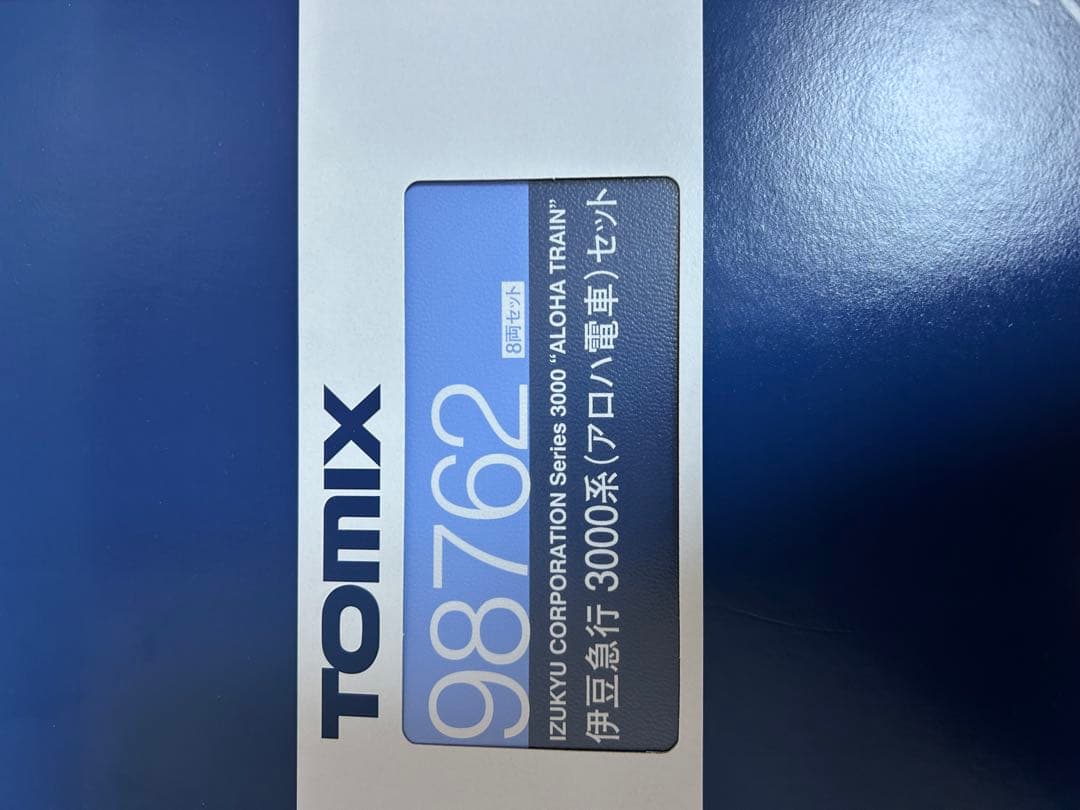 TOMIX
98762
8両セット
IZUKYU CORPORATION Series 3000 “ALOHA TRAIN”
伊豆急行 3000系(アロハ電車)セット